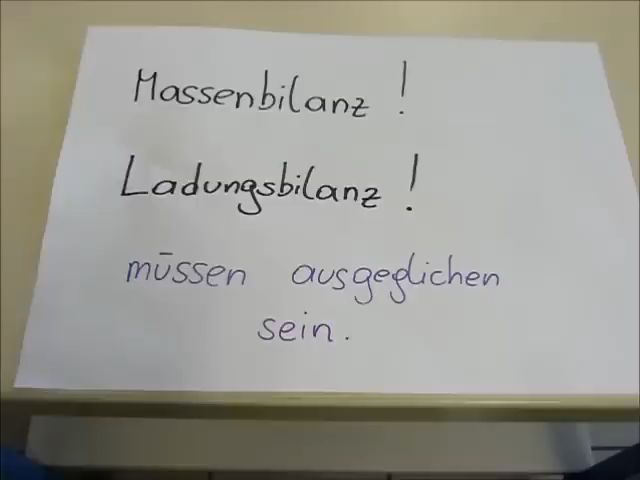 Massenbilanz !
Ladungsbilanz !
müssen ausgeglichen
sein.